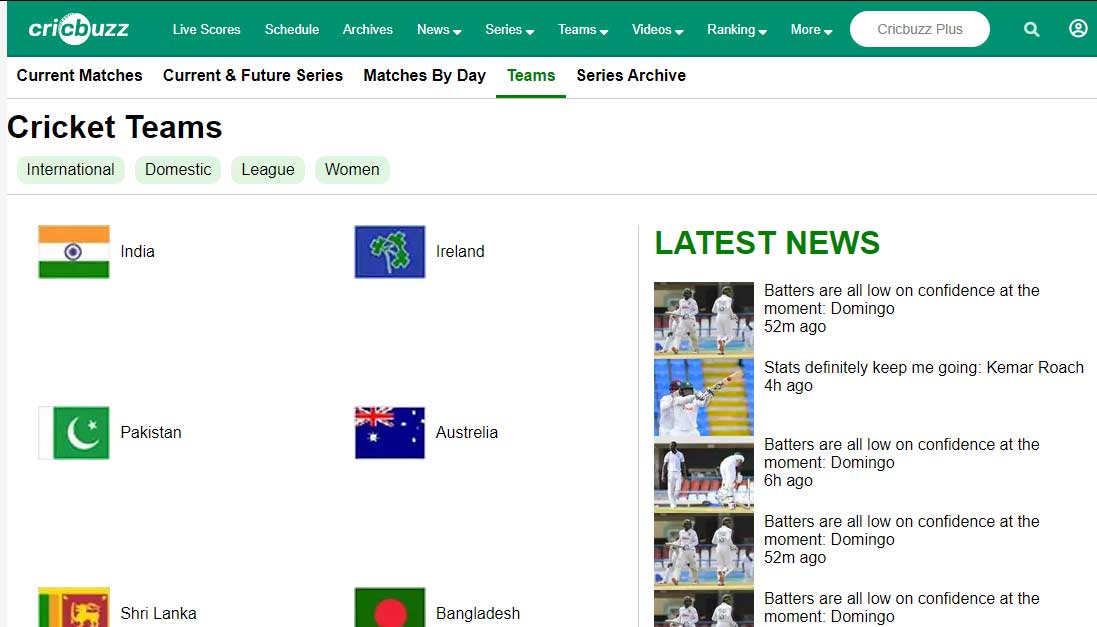 cricbuzz Live Scores Schedule Archives News Series Teams Videos Ranking More Cricbuzz Plus
Current Matches Current & Future Series Matches By Day Teams Series Archive
Cricket Teams
International Domestic League Women
India
Ireland
Pakistan
Austrelia
Shri Lanka
Bangladesh
LATEST NEWS
Batters are all low on confidence at the
moment: Domingo
52m ago
Stats definitely keep me going: Kemar Roach
4h ago
Batters are all low on confidence at the
moment: Domingo
6h ago
Batters are all low on confidence at the
moment: Domingo
52m ago
Batters are all low on confidence at the
moment: Domingo